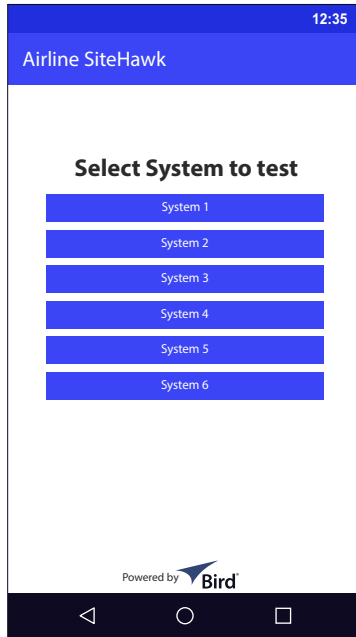 12:35
Airline SiteHawk
Select System to test
System 1
System 2
System 3
System 4
System 5
System 6
Powered by Bird